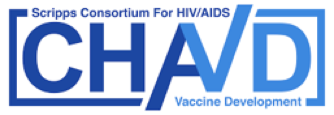 Scripps Consortium For HIV/AIDS
CHAVD
Vaccine Development